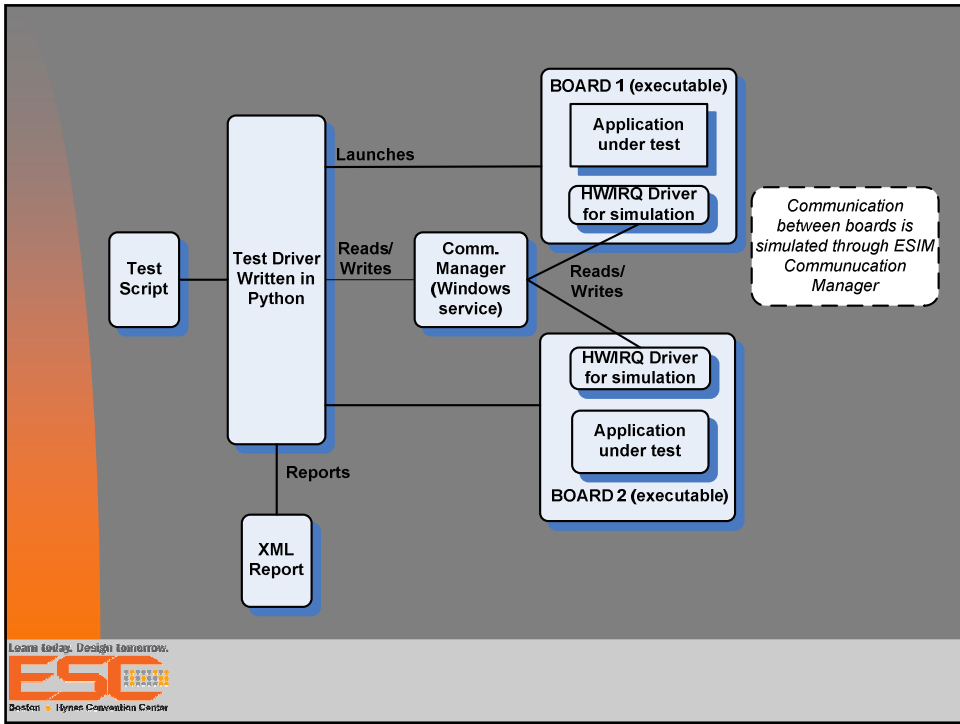 BOARD 1 (executable)
Application
under test
HW/IRQ Driver
for simulation
Launches
Communication
between boards is
simulated through ESIM
Communucation
Manager
Test
Script
Test Driver
Written in
Python
Reads/
Writes
Comm.
Manager
(Windows
service)
Reads/
Writes
HW/IRQ Driver
for simulation
Application
under test
BOARD 2 (executable)
Reports
XML
Report
Learn today. Design tomorrow.
ESC
Boston Hynes Convention Center